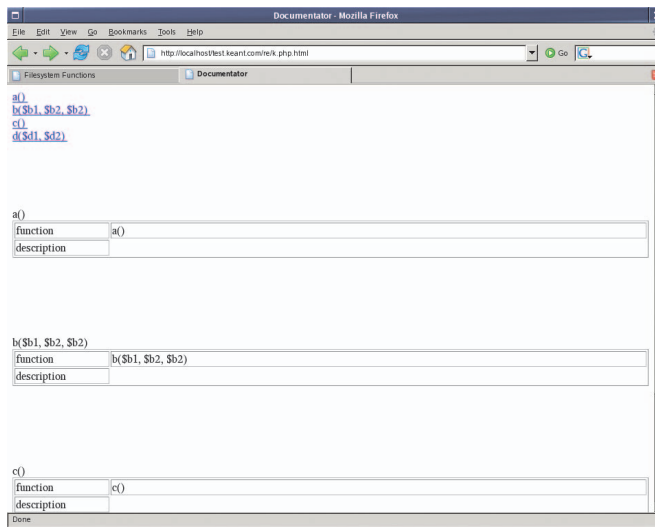 Documentator - Mozilla Firefox
File Edit View Go Bookmarks Tools Help
http://localhost/test.keant.com/re/k.php.html Go G
Filesystem Functions Documentator
a()
b($b1, $b2, $b2)
c()
d($d1, $d2)
a()
function a()
description
b($b1, $b2, $b2)
function b($b1, $b2, $b2)
description
c()
function c()
description
Done